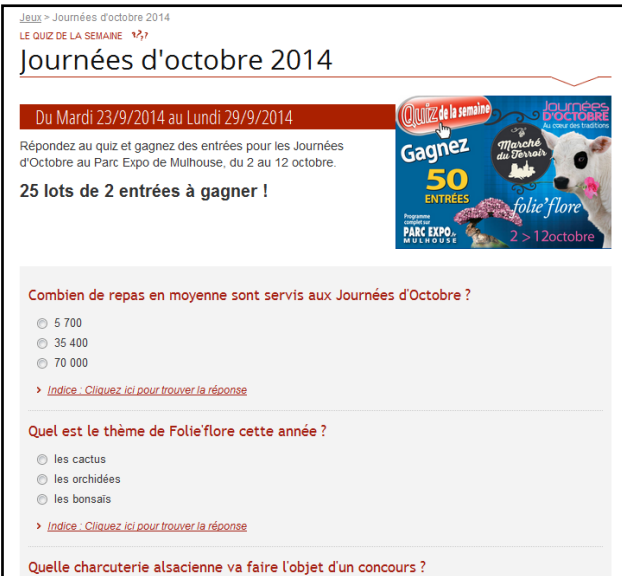 Jeux > Journées d'octobre 2014
LE QUIZ DE LA SEMAINE
Journées d'octobre 2014
Du Mardi 23/9/2014 au Lundi 29/9/2014
Répondez au quiz et gagnez des entrées pour les Journées
d'Octobre au Parc Expo de Mulhouse, du 2 au 12 octobre.
25 lots de 2 entrées à gagner !
Quiz de la semaine
Gagnez
50
ENTRÉES
Programme
complet sur
PARC EXPO
MULHOUSE
Journées
D'OCTOBRE
Au cœur des traditions
Marché
du Terroir
folie'flore
2 > 12octobre
Combien de repas en moyenne sont servis aux Journées d'Octobre ?
5 700
35 400
70 000
> Indice : Cliquez ici pour trouver la réponse
Quel est le thème de Folie'flore cette année ?
les cactus
les orchidées
les bonsaïs
> Indice : Cliquez ici pour trouver la réponse
Quelle charcuterie alsacienne va faire l'objet d'un concours ?